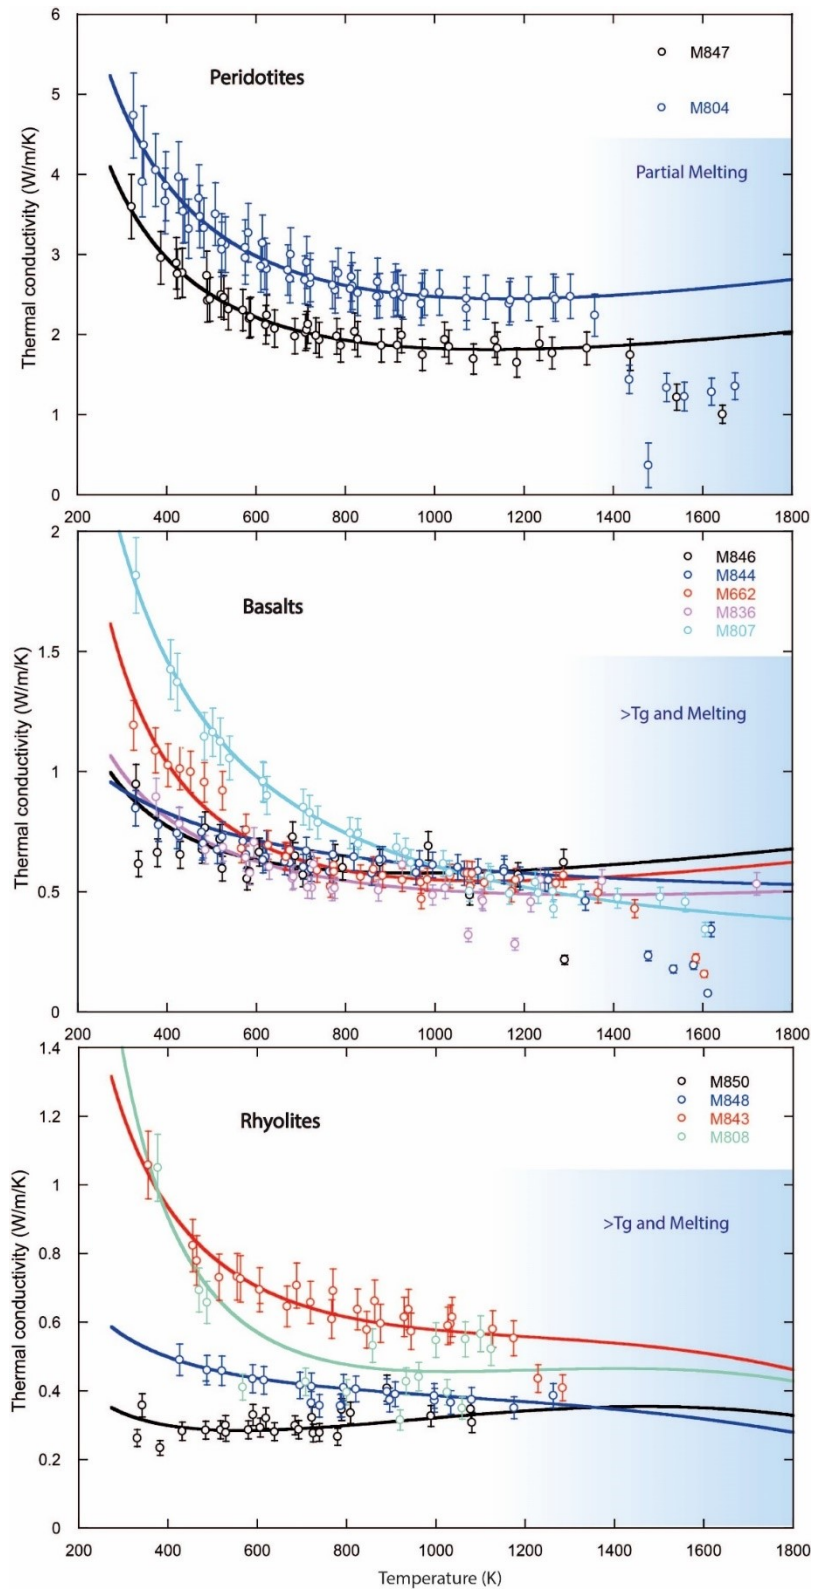 6
5
4
3
2
1
0
Thermal conductivity (W/m/K)
Peridotites
M847
M804
Partial Melting
200 400 600 800 1000 1200 1400 1600 1800
2
1.5
1
0.5
0
Thermal conductivity (W/m/K)
Basalts
M846
M844
M662
M836
M807
>Tg and Melting
200 400 600 800 1000 1200 1400 1600 1800
1.4
1.2
1
0.8
0.6
0.4
0.2
0
Thermal conductivity (W/m/K)
Rhyolites
M850
M848
M843
M808
>Tg and Melting
200 400 600 800 1000 1200 1400 1600 1800
Temperature (K)